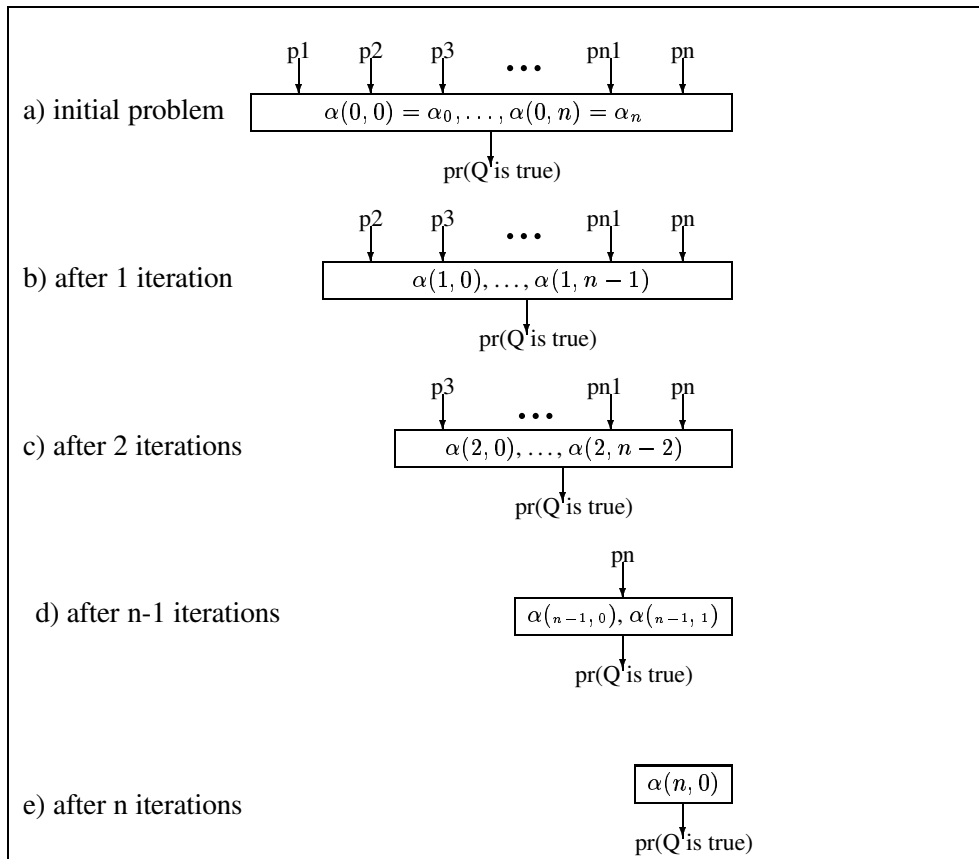 p1 p2 p3 ••• pn1 pn
a) initial problem α(0, 0) = α₀, . . . , α(0, n) = αₙ
pr(Q is true)
p2 p3 ••• pn1 pn
b) after 1 iteration α(1, 0), . . . , α(1, n − 1)
pr(Q is true)
p3 ••• pn1 pn
c) after 2 iterations α(2, 0), . . . , α(2, n − 2)
pr(Q is true)
pn
d) after n-1 iterations α(n−1, 0), α(n−1, 1)
pr(Q is true)
e) after n iterations α(n, 0)
pr(Q is true)